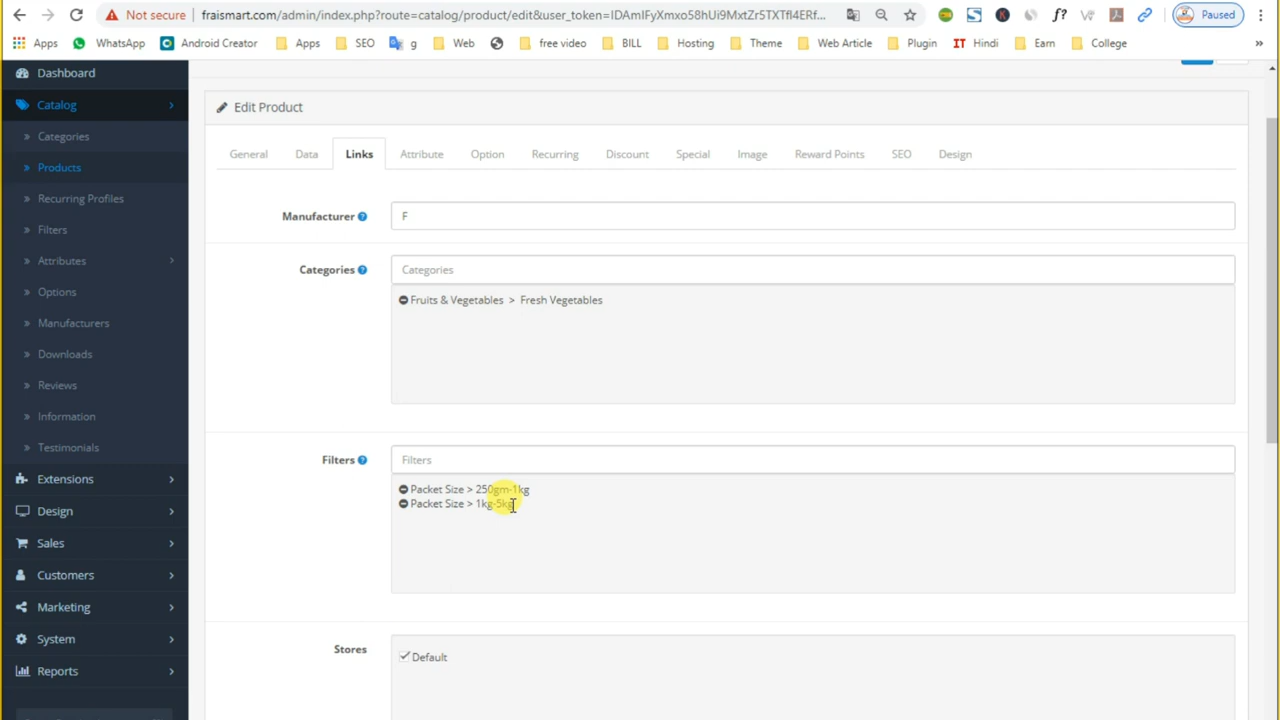 Not secure fraismart.com/admin/index.php?route=catalog/product/edit&user_token=IDAmIFyXmxo58hUi9MxtZr5TXTfl4ERf... Paused
Apps WhatsApp Android Creator Apps SEO g Web free video BILL Hosting Theme Web Article Plugin IT Hindi Earn College »
Dashboard
Catalog
Categories
Products
Recurring Profiles
Filters
Attributes
Options
Manufacturers
Downloads
Reviews
Information
Testimonials
Extensions
Design
Sales
Customers
Marketing
System
Reports
Edit Product
General Data Links Attribute Option Recurring Discount Special Image Reward Points SEO Design
Manufacturer F
Categories Categories
Fruits & Vegetables > Fresh Vegetables
Filters Filters
Packet Size > 250gm-1kg
Packet Size > 1kg-5kg
Stores
Default